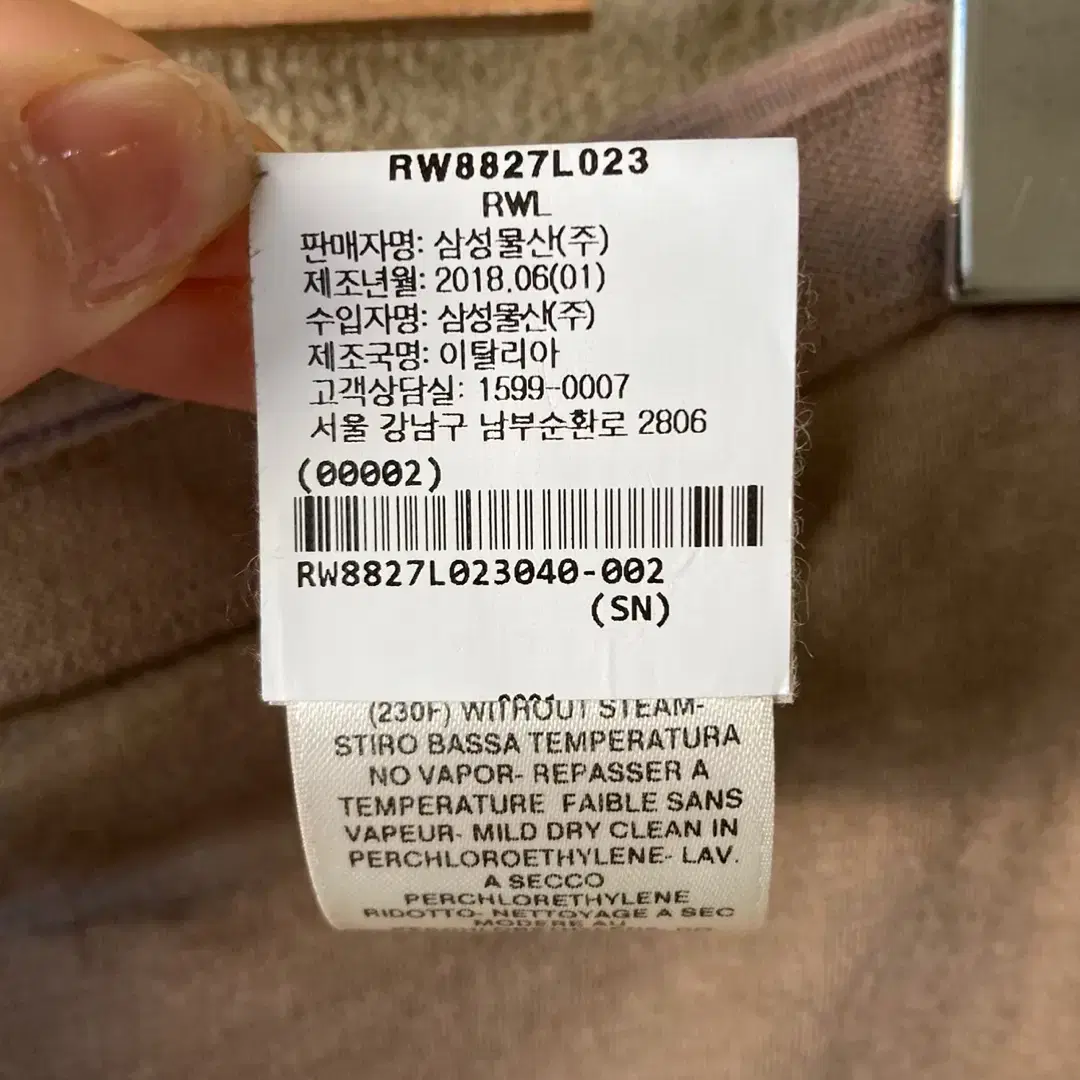 RW8827L023
RWL
판매자명: 삼성물산(주)
제조년월: 2018.06(01)
수입자명: 삼성물산(주)
제조국명: 이탈리아
고객상담실: 1599-0007
서울 강남구 남부순환로 2806
(00002)
RW8827L023040-002
(SN)
(230F) WITHOUT STEAM-
STIRO BASSA TEMPERATURA
NO VAPOR- REPASSER A
TEMPERATURE FAIBLE SANS
VAPEUR- MILD DRY CLEAN IN
PERCHLOROETHYLENE- LAV.
A SECCO
PERCHLORETHYLENE
RIDOTTO- NETTOYAGE A SEC
MODERE AU